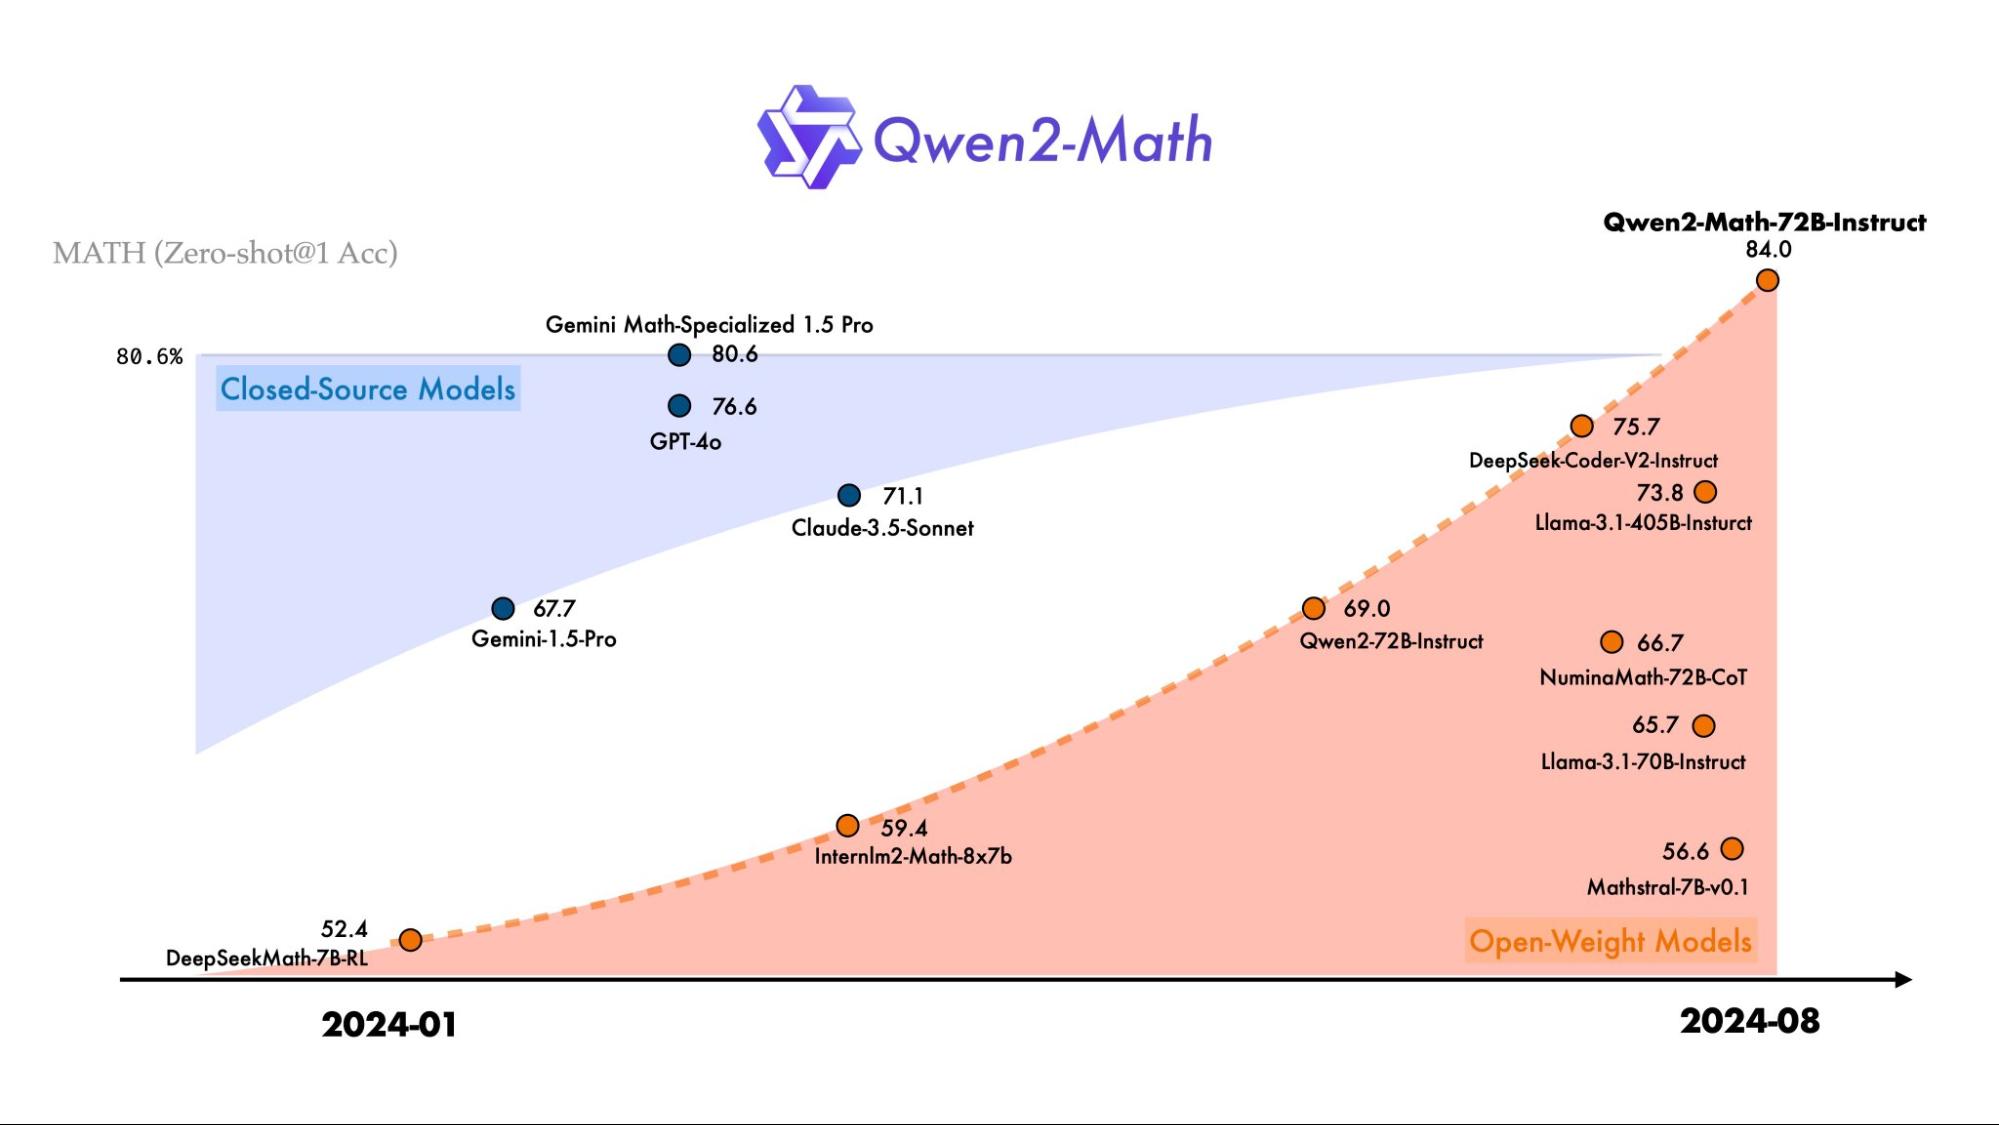 Qwen2-Math
MATH (Zero-shot@1 Acc)
Qwen2-Math-72B-Instruct
84.0
Gemini Math-Specialized 1.5 Pro
80.6%
80.6
Closed-Source Models
76.6
GPT-4o
75.7
DeepSeek-Coder-V2-Instruct
71.1
Claude-3.5-Sonnet
73.8
Llama-3.1-405B-Insturct
67.7
Gemini-1.5-Pro
69.0
Qwen2-72B-Instruct
66.7
NuminaMath-72B-CoT
65.7
Llama-3.1-70B-Instruct
59.4
Internlm2-Math-8x7b
56.6
Mathstral-7B-v0.1
52.4
DeepSeekMath-7B-RL
Open-Weight Models
2024-01
2024-08